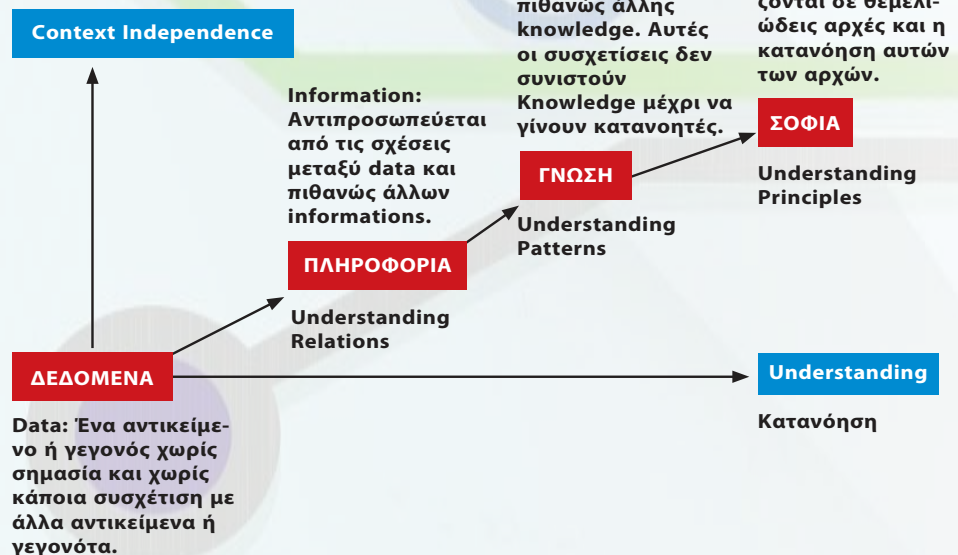 πιθανώς άλλης
knowledge. Αυτές
οι συσχετίσεις δεν
συνιστούν
Knowledge μέχρι να
γίνουν κατανοητές.
ζονται σε θεμελι-
ώδεις αρχές και η
κατανόηση αυτών
των αρχών.
Context Independence
Information:
Αντιπροσωπεύεται
από τις σχέσεις
μεταξύ data και
πιθανώς άλλων
informations.
ΣΟΦΙΑ
Understanding
Principles
ΓΝΩΣΗ
Understanding
Patterns
ΠΛΗΡΟΦΟΡΙΑ
Understanding
Relations
ΔΕΔΟΜΕΝΑ
Understanding
Κατανόηση
Data: Ένα αντικείμε-
νο ή γεγονός χωρίς
σημασία και χωρίς
κάποια συσχέτιση με
άλλα αντικείμενα ή
γεγονότα.